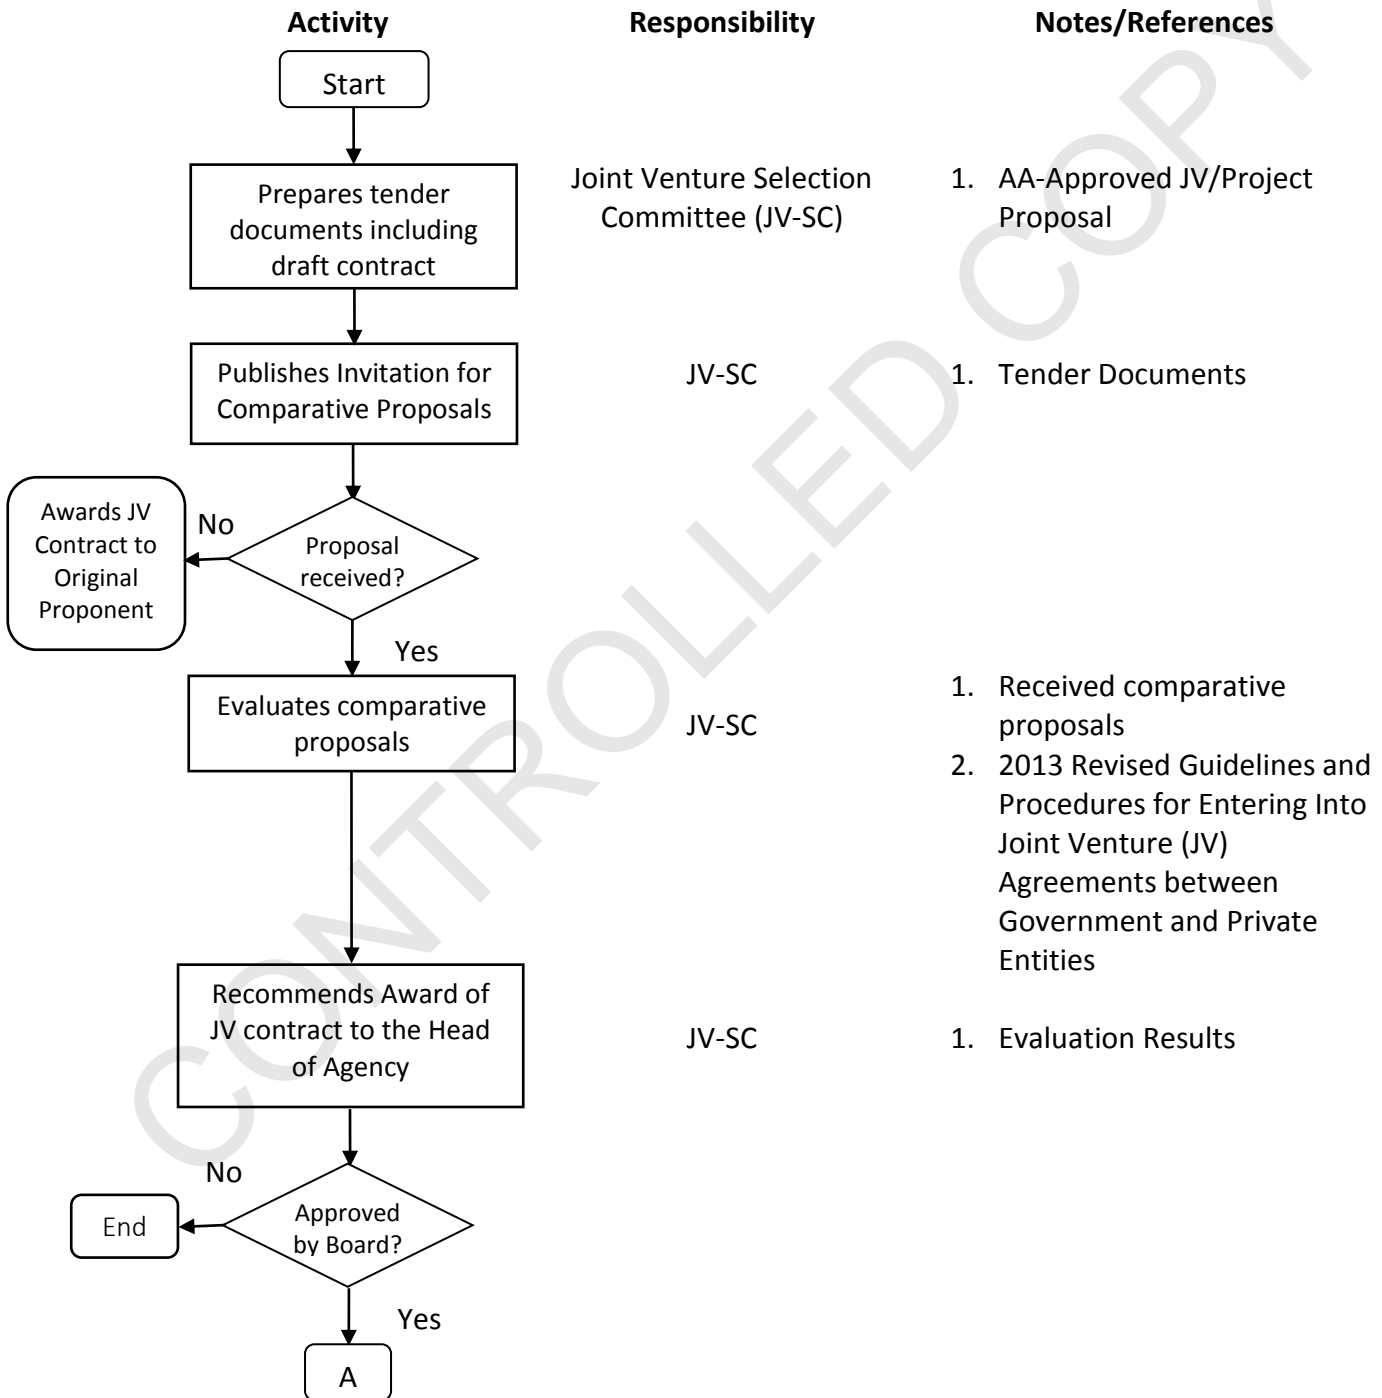 Activity Responsibility Notes/References
Start
Prepares tender
documents including
draft contract
Joint Venture Selection
Committee (JV-SC)
1. AA-Approved JV/Project
Proposal
Publishes Invitation for
Comparative Proposals
JV-SC
1. Tender Documents
Proposal
received?
No
Awards JV
Contract to
Original
Proponent
Yes
Evaluates comparative
proposals
JV-SC
1. Received comparative
proposals
2. 2013 Revised Guidelines and
Procedures for Entering Into
Joint Venture (JV)
Agreements between
Government and Private
Entities
Recommends Award of
JV contract to the Head
of Agency
JV-SC
1. Evaluation Results
Approved
by Board?
No
End
Yes
A
CONTROLLED COPY